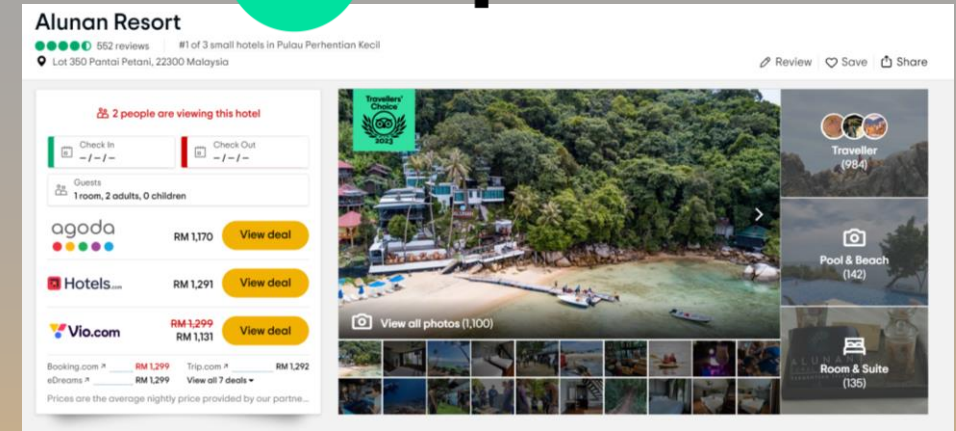 Alunan Resort
552 reviews
#1 of 3 small hotels in Pulau Perhentian Kecil
Lot 350 Pantai Petani, 22300 Malaysia
Review
Save
Share
2 people are viewing this hotel
Check In
-/-/-
Check Out
-/-/-
Guests
1 room, 2 adults, 0 children
agoda
RM 1,170
View deal
Hotels.com
RM 1,291
View deal
Vio.com
RM 1,299
RM 1,131
View deal
Booking.com
RM 1,299
Trip.com
RM 1,292
eDreams
RM 1,299
View all 7 deals
Prices are the average nightly price provided by our partne...
Travellers'
Choice
2023
View all photos (1,100)
Traveller
(984)
Pool & Beach
(142)
ALUNAN
Room & Suite
(135)